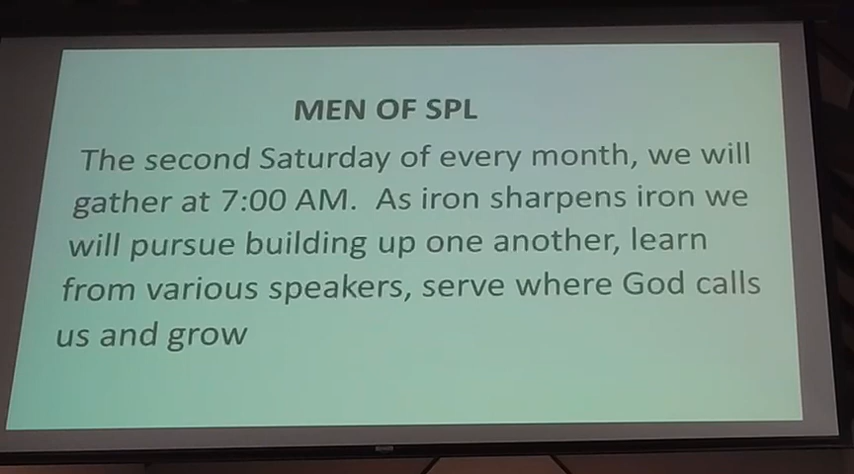 MEN OF SPL
The second Saturday of every month, we will
gather at 7:00 AM.  As iron sharpens iron we
will pursue building up one another, learn
from various speakers, serve where God calls
us and grow